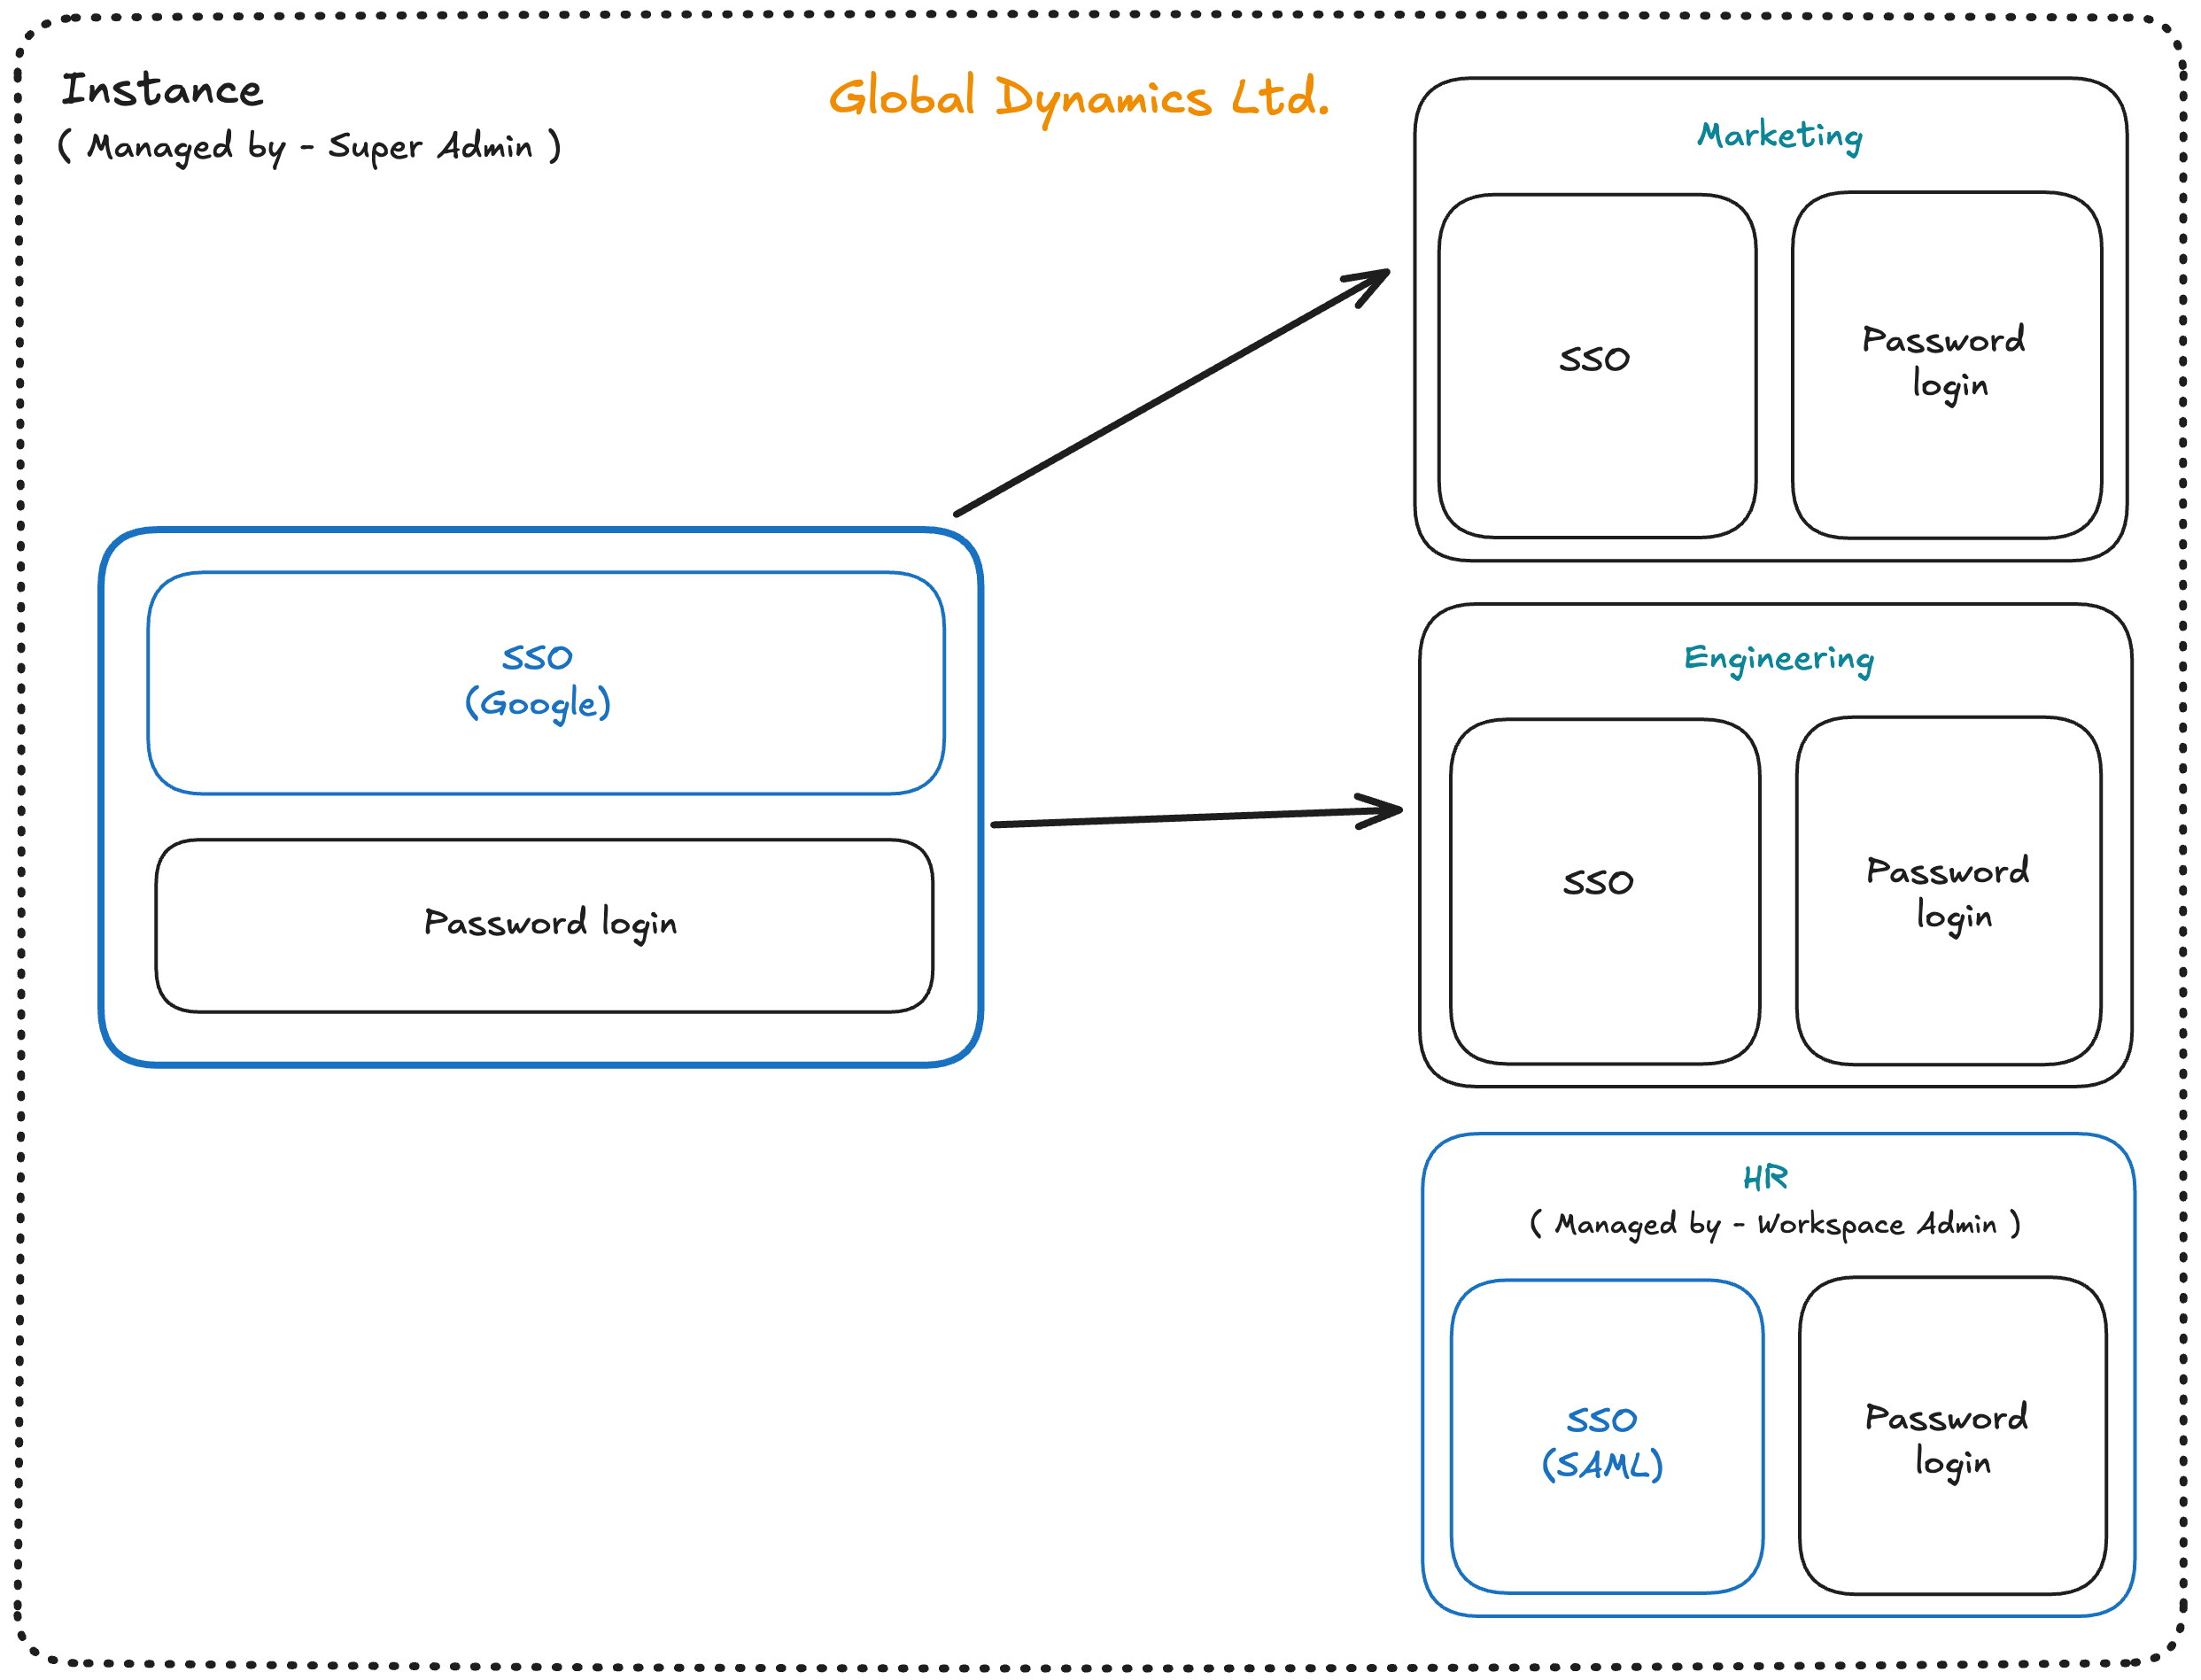 Instance
( Managed by - Super Admin )
Global Dynamics Ltd.
SSO
(Google)
Password login
Marketing
SSO
Password
login
Engineering
SSO
Password
login
HR
( Managed by - Workspace Admin )
SSO
(SAML)
Password
login